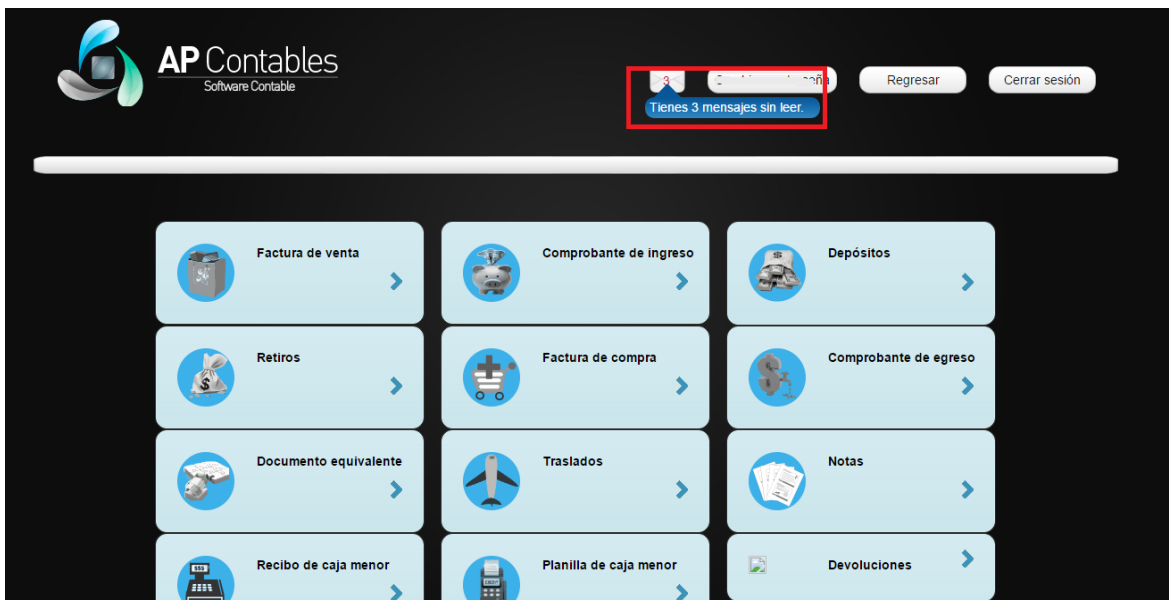 AP Contables
Software Contable
3
Regresar
Cerrar sesión
Tienes 3 mensajes sin leer.
Factura de venta
Comprobante de ingreso
Depósitos
Retiros
Factura de compra
Comprobante de egreso
Documento equivalente
Traslados
Notas
Recibo de caja menor
Planilla de caja menor
Devoluciones